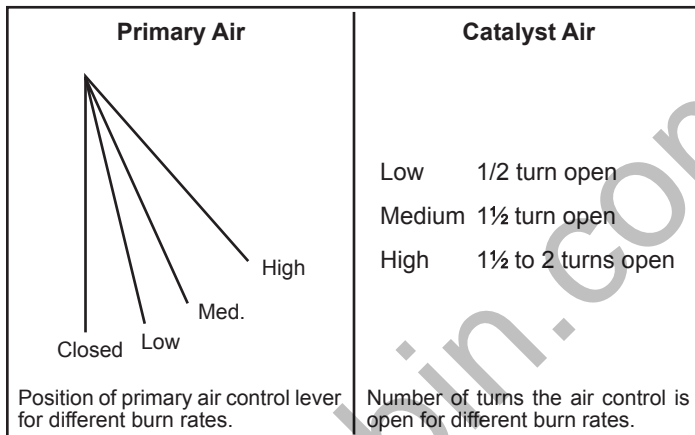 Primary Air
High
Med.
Low
Closed
Position of primary air control lever
for different burn rates.
Catalyst Air
Low 1/2 turn open
Medium 1½ turn open
High 1½ to 2 turns open
Number of turns the air control is
open for different burn rates.
bin.com